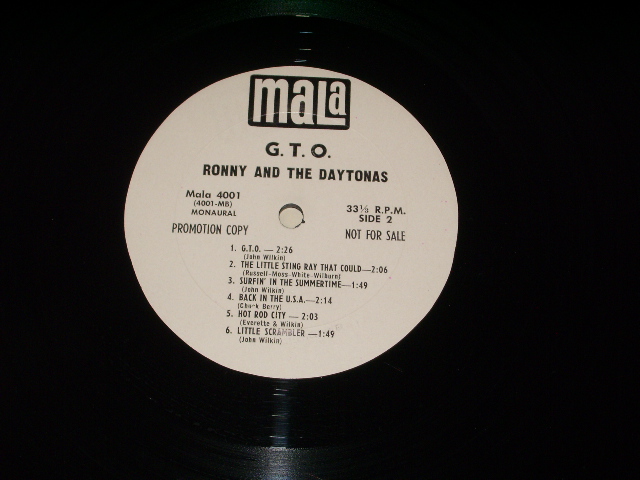 mala
G. T. O.
RONNY AND THE DAYTONAS
Mala 4001
(4001-MB)
MONAURAL
33⅓ R.P.M.
SIDE 2
PROMOTION COPY
NOT FOR SALE
1. G.T.O. — 2:26
(John Wilkin)
2. THE LITTLE STING RAY THAT COULD—2:06
(Russell-Moss-White-Wilburn)
3. SURFIN' IN THE SUMMERTIME—1:49
(John Wilkin)
4. BACK IN THE U.S.A.—2:14
(Chuck Berry)
5. HOT ROD CITY — 2:03
(Everette & Wilkin)
6. LITTLE SCRAMBLER —1:49
(John Wilkin)